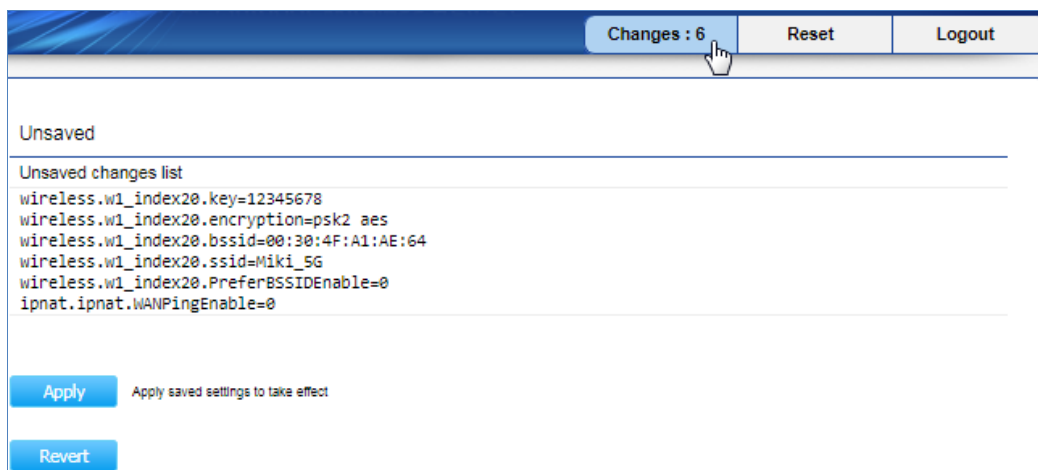 Changes : 6 Reset Logout
Unsaved
Unsaved changes list
wireless.w1_index20.key=12345678
wireless.w1_index20.encryption=psk2 aes
wireless.w1_index20.bssid=00:30:4F:A1:AE:64
wireless.w1_index20.ssid=Miki_5G
wireless.w1_index20.PreferBSSIDEnable=0
ipnat.ipnat.WANPingEnable=0
Apply Apply saved settings to take effect
Revert